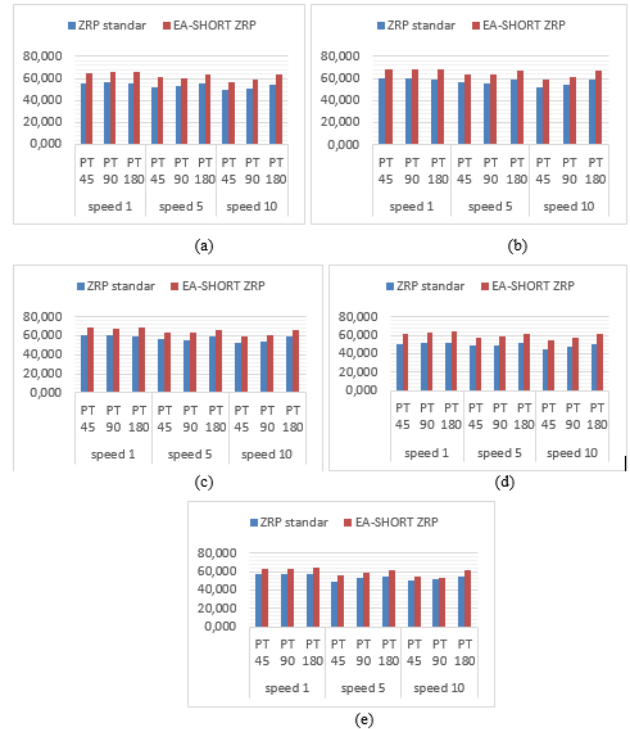 ZRP standar EA-SHORT ZRP
80,000
60,000
40,000
20,000
0,000
PT 45 PT 90 PT 180 PT 45 PT 90 PT 180 PT 45 PT 90 PT 180
speed 1 speed 5 speed 10
(a)
ZRP standar EA-SHORT ZRP
80,000
60,000
40,000
20,000
0,000
PT 45 PT 90 PT 180 PT 45 PT 90 PT 180 PT 45 PT 90 PT 180
speed 1 speed 5 speed 10
(b)
ZRP standar EA-SHORT ZRP
80,000
60,000
40,000
20,000
0,000
PT 45 PT 90 PT 180 PT 45 PT 90 PT 180 PT 45 PT 90 PT 180
speed 1 speed 5 speed 10
(c)
ZRP standar EA-SHORT ZRP
80,000
60,000
40,000
20,000
0,000
PT 45 PT 90 PT 180 PT 45 PT 90 PT 180 PT 45 PT 90 PT 180
speed 1 speed 5 speed 10
(d)
ZRP standar EA-SHORT ZRP
80,000
60,000
40,000
20,000
0,000
PT 45 PT 90 PT 180 PT 45 PT 90 PT 180 PT 45 PT 90 PT 180
speed 1 speed 5 speed 10
(e)